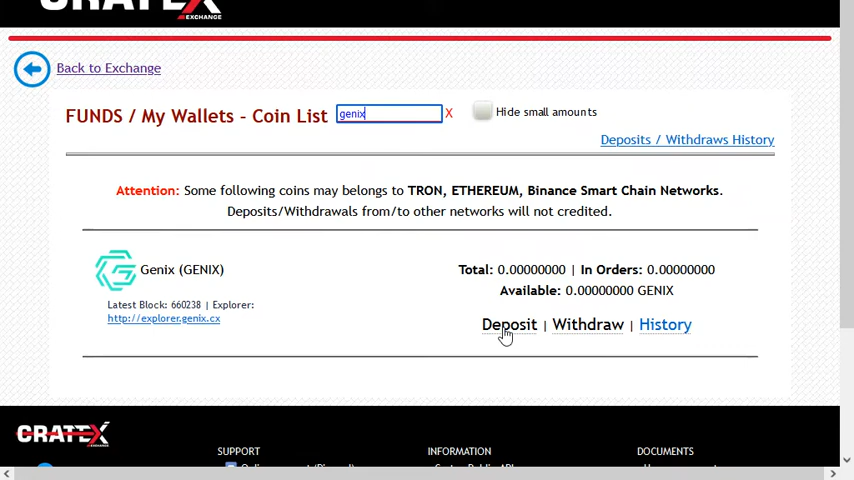 CRATEX
EXCHANGE
Back to Exchange
FUNDS / My Wallets - Coin List genix X Hide small amounts
Deposits / Withdraws History
Attention: Some following coins may belongs to TRON, ETHEREUM, Binance Smart Chain Networks.
Deposits/Withdrawals from/to other networks will not credited.
Genix (GENIX)
Total: 0.00000000 | In Orders: 0.00000000
Available: 0.00000000 GENIX
Latest Block: 660238 | Explorer:
http://explorer.genix.cx
Deposit | Withdraw | History
CRATEX
EXCHANGE
SUPPORT INFORMATION DOCUMENTS